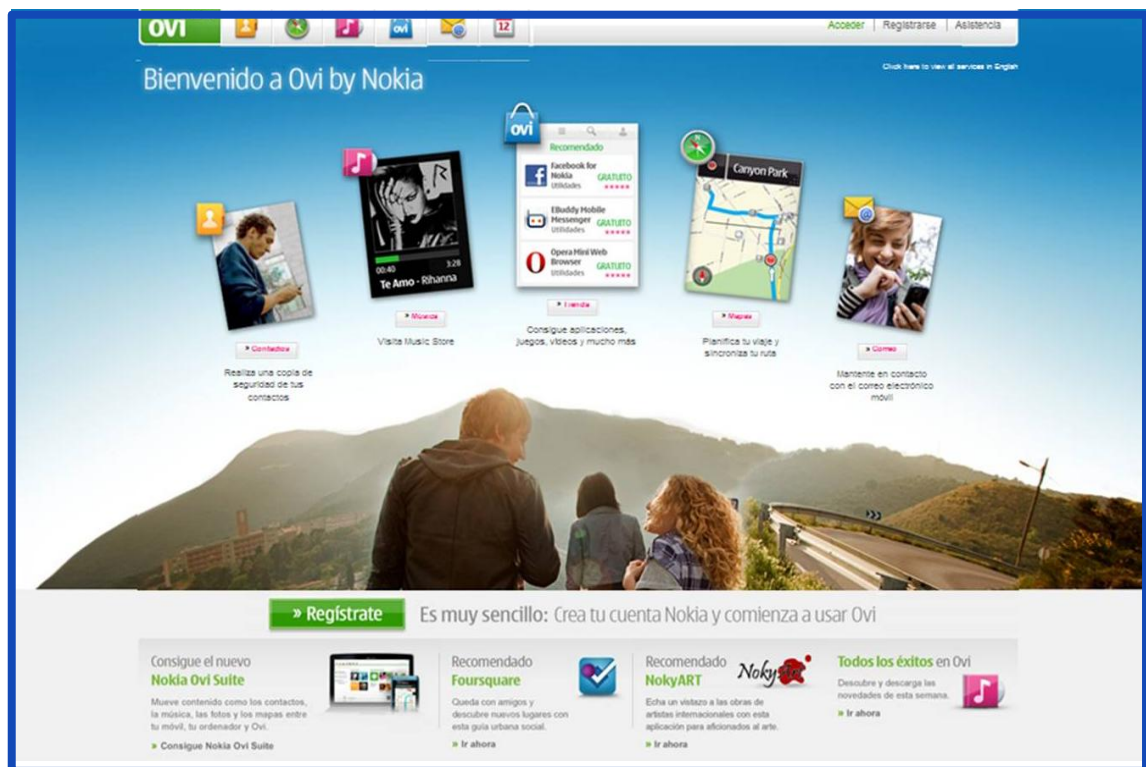 ovi
ovi
12
Acceder | Registrarse | Asistencia
Bienvenido a Ovi by Nokia
Click here to view all services in English
ovi
Recomendado
Facebook for
Nokia
Utilidades
GRATUITO
EBuddy Mobile
Messenger
Utilidades
GRATUITO
Opera Mini Web
Browser
Utilidades
GRATUITO
00:40 3:28
Te Amo - Rihanna
N
Canyon Park
» Contactos
Realiza una copia de
seguridad de tus
contactos
» Música
Visita Music Store
» Tienda
Consigue aplicaciones,
juegos, vídeos y mucho más
» Mapas
Planifica tu viaje y
sincroniza tu ruta
@
» Correo
Mantente en contacto
con el correo electrónico
móvil
» Regístrate
Es muy sencillo: Crea tu cuenta Nokia y comienza a usar Ovi
Consigue el nuevo
Nokia Ovi Suite
Mueve contenido como los contactos,
la música, las fotos y los mapas entre
tu móvil, tu ordenador y Ovi.
» Consigue Nokia Ovi Suite
Recomendado
Foursquare
Queda con amigos y
descubre nuevos lugares con
esta guía urbana social.
» Ir ahora
Recomendado
NokyART
NokyArt
Echa un vistazo a las obras de
artistas internacionales con esta
aplicación para aficionados al arte.
» Ir ahora
Todos los éxitos en Ovi
Descubre y descarga las
novedades de esta semana.
» Ir ahora